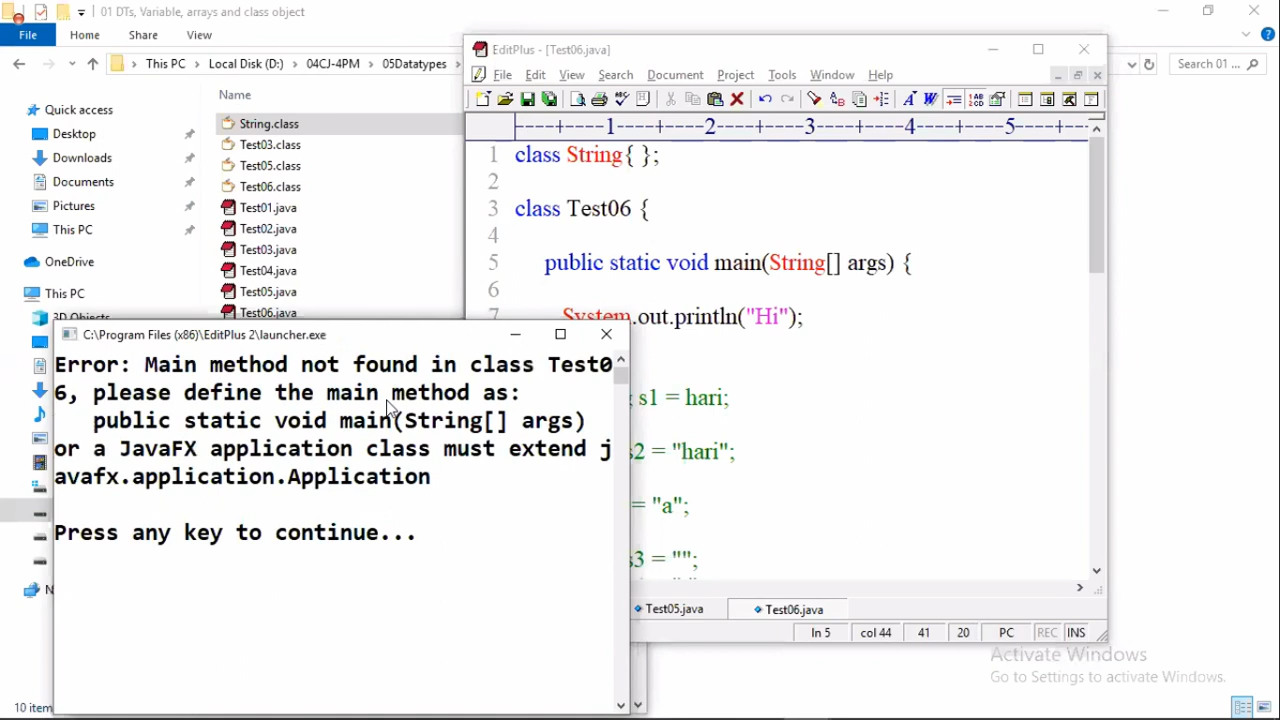 01 DTs, Variable, arrays and class object
File Home Share View
This PC Local Disk (D:) 04CJ-4PM 05Datatypes
Search 01 ...
Quick access
Desktop
Downloads
Documents
Pictures
This PC
OneDrive
This PC
3D Objects
Name
String.class
Test03.class
Test05.class
Test06.class
Test01.java
Test02.java
Test03.java
Test04.java
Test05.java
Test06.java
10 item
EditPlus - [Test06.java]
File Edit View Search Document Project Tools Window Help
----+----1----+----2----+----3----+----4----+----5----+--
1 class String{ };
2
3 class Test06 {
4
5 public static void main(String[] args) {
6
7 System.out.println("Hi");
s1 = hari;
s2 = "hari";
= "a";
s3 = "";
Test05.java Test06.java
ln 5 col 44 41 20 PC REC INS
C:\Program Files (x86)\EditPlus 2\launcher.exe
Error: Main method not found in class Test0
6, please define the main method as:
public static void main(String[] args)
or a JavaFX application class must extend j
avafx.application.Application
Press any key to continue...
Activate Windows
Go to Settings to activate Windows.